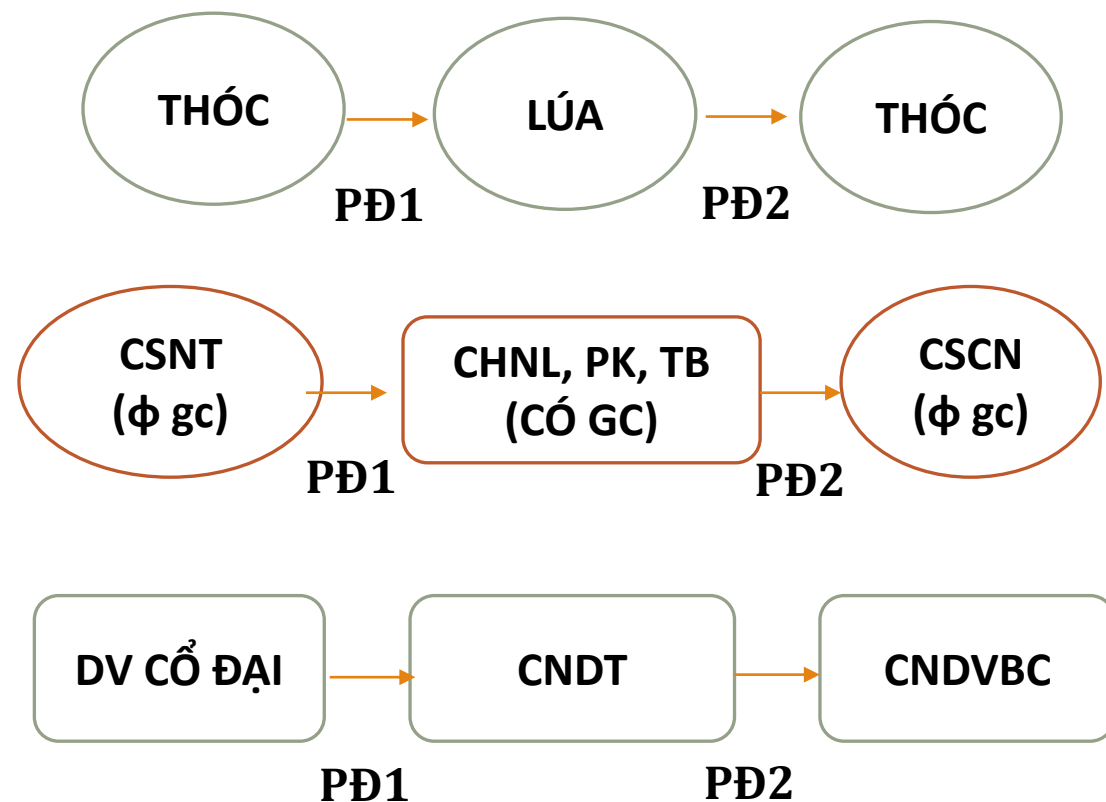 THÓC
LÚA
THÓC
PĐ1
PĐ2
CSNT
(ф gc)
CHNL, PK, TB
(CÓ GC)
CSCN
(ф gc)
PĐ1
PĐ2
DV CỔ ĐẠI
CNDT
CNDVBC
PĐ1
PĐ2